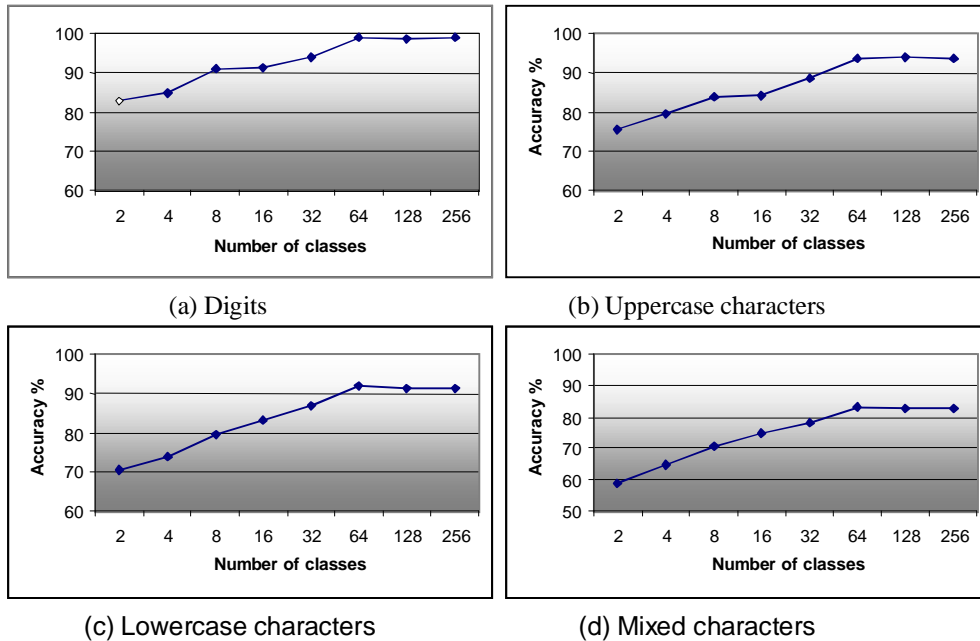 100
90
80
70
60
Accuracy %
2 4 8 16 32 64 128 256
Number of classes
(a) Digits
100
90
80
70
60
Accuracy %
2 4 8 16 32 64 128 256
Number of classes
(b) Uppercase characters
100
90
80
70
60
Accuracy %
2 4 8 16 32 64 128 256
Number of classes
(c) Lowercase characters
100
90
80
70
60
50
Accuracy %
2 4 8 16 32 64 128 256
Number of classes
(d) Mixed characters